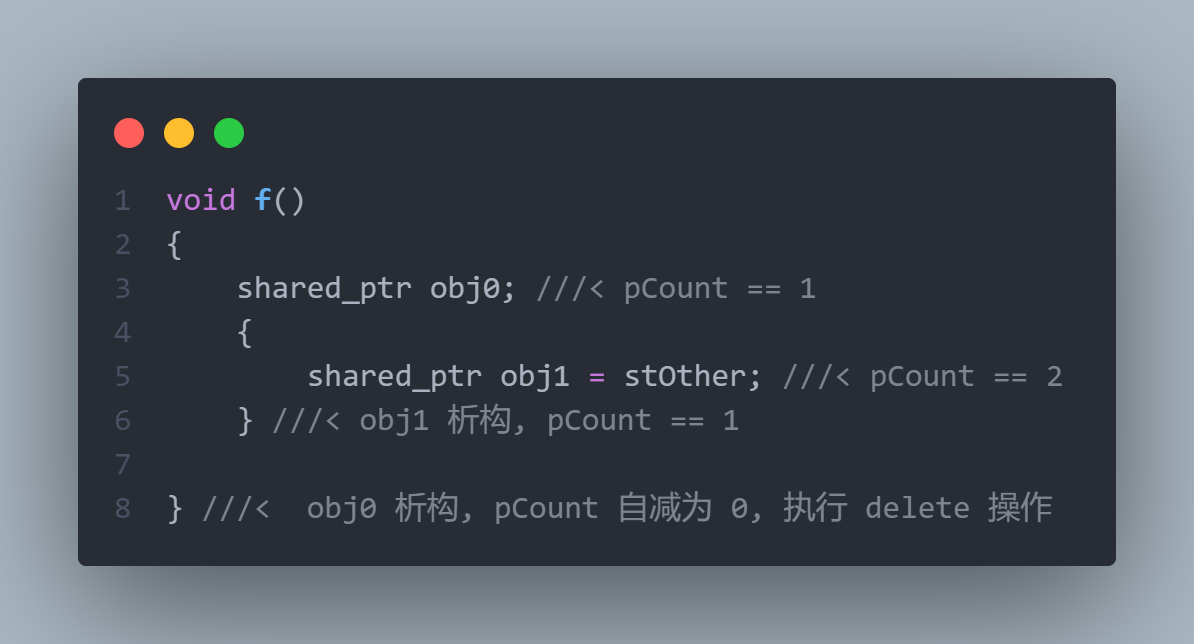 1 void f()
2 {
3     shared_ptr obj0; ///< pCount == 1
4     {
5         shared_ptr obj1 = stOther; ///< pCount == 2
6     } ///< obj1 析构, pCount == 1
7
8 } ///<  obj0 析构, pCount 自减为 0, 执行 delete 操作